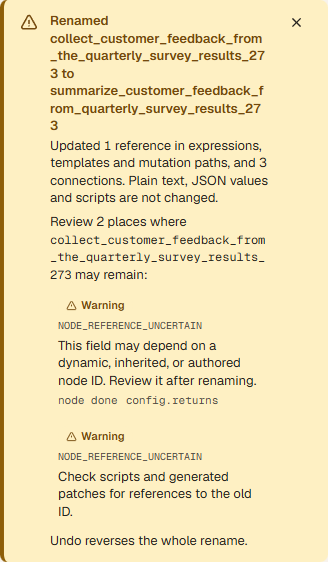 Renamed
collect_customer_feedback_from
_the_quarterly_survey_results_27
3 to
summarize_customer_feedback_f
rom_quarterly_survey_results_27
3
Updated 1 reference in expressions,
templates and mutation paths, and 3
connections. Plain text, JSON values
and scripts are not changed.
Review 2 places where
collect_customer_feedback_from
_the_quarterly_survey_results_
273 may remain:
Warning
NODE_REFERENCE_UNCERTAIN
This field may depend on a
dynamic, inherited, or authored
node ID. Review it after renaming.
node done config.returns
Warning
NODE_REFERENCE_UNCERTAIN
Check scripts and generated
patches for references to the old
ID.
Undo reverses the whole rename.